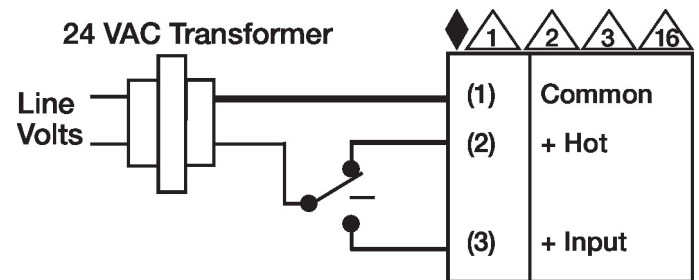 24 VAC Transformer
1 2 3 16
Line
Volts
(1) Common
(2) + Hot
(3) + Input